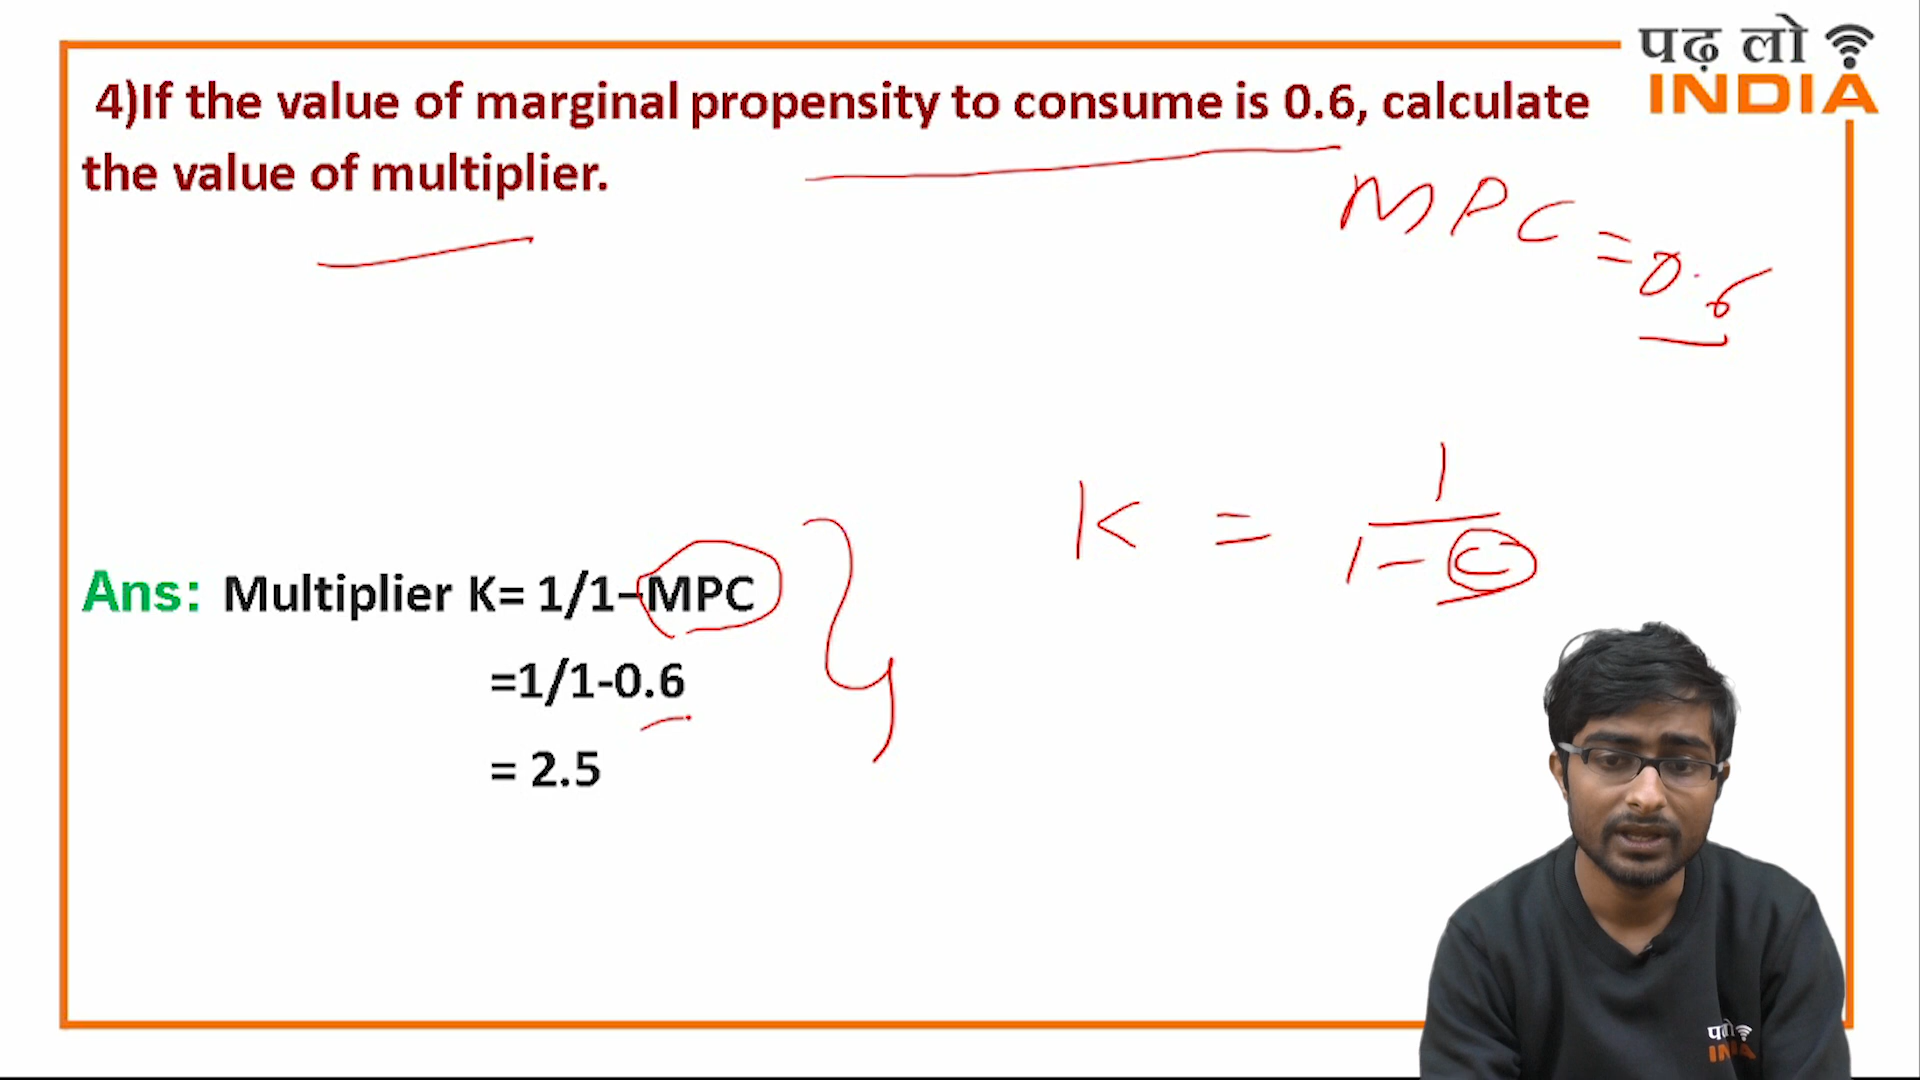 पढ़ लो
INDIA
4)If the value of marginal propensity to consume is 0.6, calculate
the value of multiplier.
MPC = 0.6
K = 1
1 - C
Ans: Multiplier K= 1/1–MPC
=1/1-0.6
= 2.5